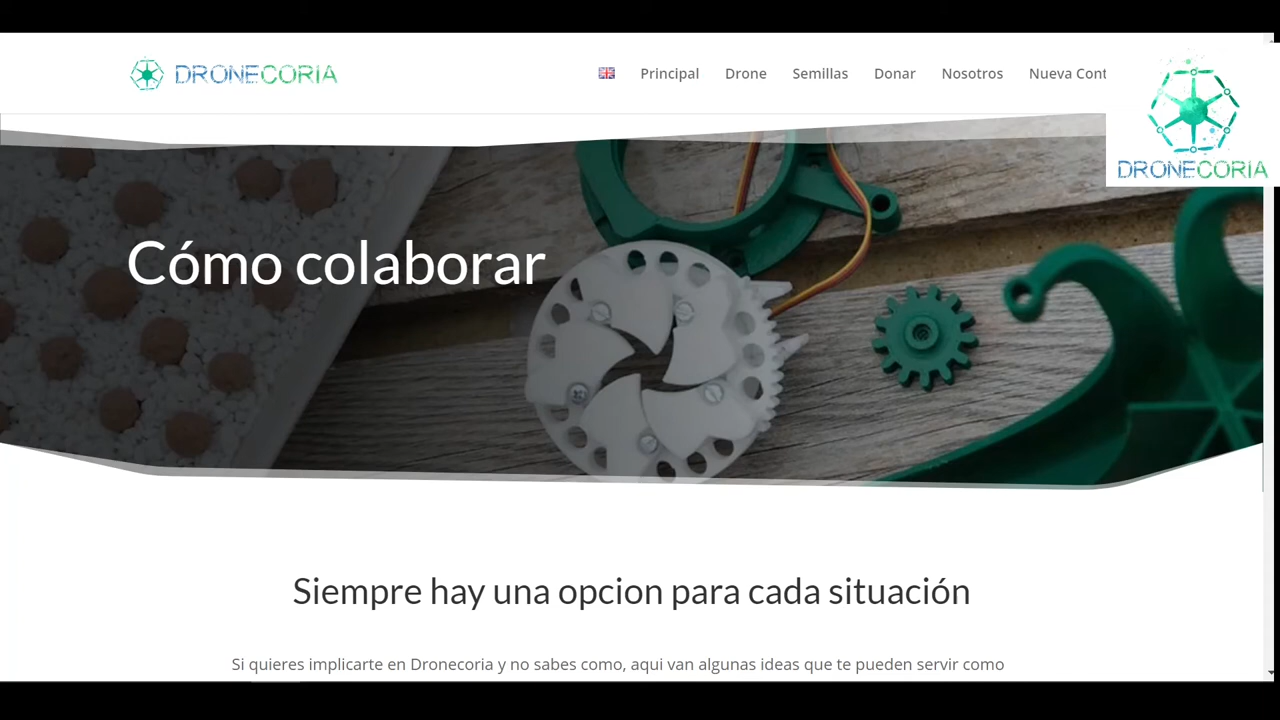 DRONECORIA
Principal Drone Semillas Donar Nosotros Nueva Cont
DRONECORIA
Cómo colaborar
Siempre hay una opcion para cada situación
Si quieres implicarte en Dronecoria y no sabes como, aqui van algunas ideas que te pueden servir como